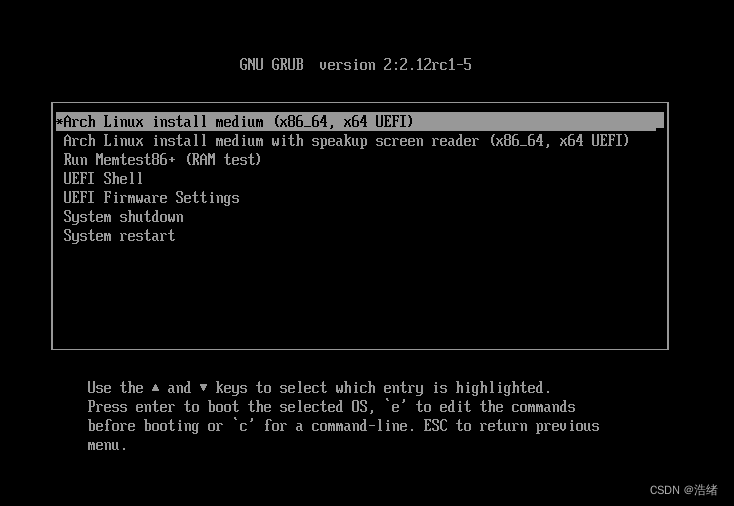 GNU GRUB  version 2:2.12rc1-5
*Arch Linux install medium (x86_64, x64 UEFI)
Arch Linux install medium with speakup screen reader (x86_64, x64 UEFI)
Run Memtest86+ (RAM test)
UEFI Shell
UEFI Firmware Settings
System shutdown
System restart
Use the ▲ and ▼ keys to select which entry is highlighted.
Press enter to boot the selected OS, `e' to edit the commands
before booting or `c' for a command-line. ESC to return previous
menu.
CSDN @浩绪